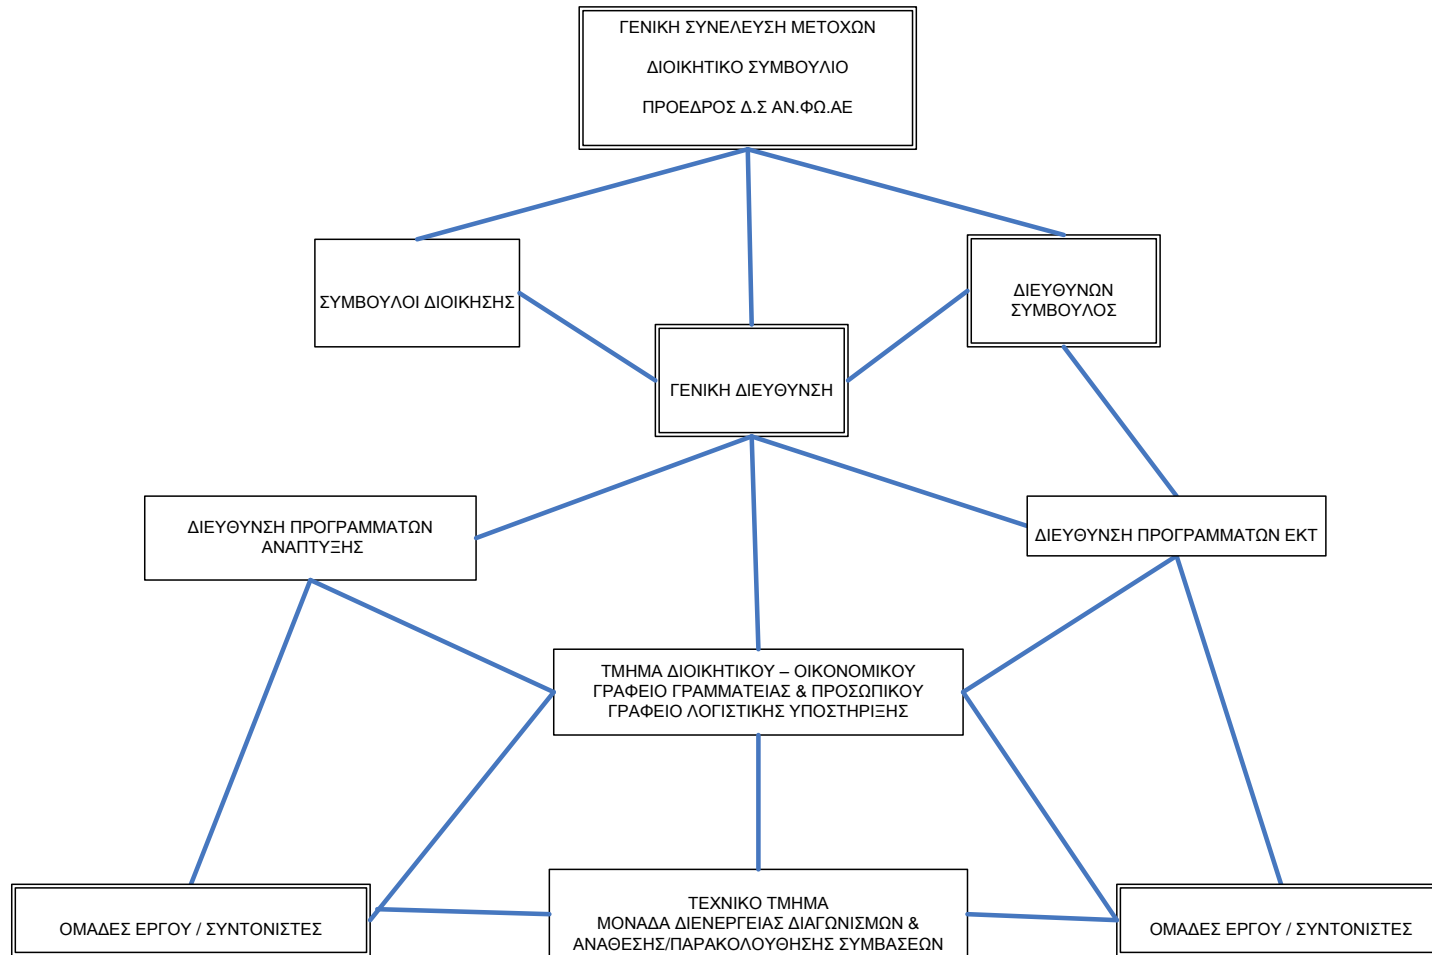 ΓΕΝΙΚΗ ΣΥΝΕΛΕΥΣΗ ΜΕΤΟΧΩΝ
ΔΙΟΙΚΗΤΙΚΟ ΣΥΜΒΟΥΛΙΟ
ΠΡΟΕΔΡΟΣ Δ.Σ ΑΝ.ΦΩ.ΑΕ
ΣΥΜΒΟΥΛΟΙ ΔΙΟΙΚΗΣΗΣ
ΔΙΕΥΘΥΝΩΝ
ΣΥΜΒΟΥΛΟΣ
ΓΕΝΙΚΗ ΔΙΕΥΘΥΝΣΗ
ΔΙΕΥΘΥΝΣΗ ΠΡΟΓΡΑΜΜΑΤΩΝ
ΑΝΑΠΤΥΞΗΣ
ΔΙΕΥΘΥΝΣΗ ΠΡΟΓΡΑΜΜΑΤΩΝ ΕΚΤ
ΤΜΗΜΑ ΔΙΟΙΚΗΤΙΚΟΥ – ΟΙΚΟΝΟΜΙΚΟΥ
ΓΡΑΦΕΙΟ ΓΡΑΜΜΑΤΕΙΑΣ & ΠΡΟΣΩΠΙΚΟΥ
ΓΡΑΦΕΙΟ ΛΟΓΙΣΤΙΚΗΣ ΥΠΟΣΤΗΡΙΞΗΣ
ΟΜΑΔΕΣ ΕΡΓΟΥ / ΣΥΝΤΟΝΙΣΤΕΣ
ΤΕΧΝΙΚΟ ΤΜΗΜΑ
ΜΟΝΑΔΑ ΔΙΕΝΕΡΓΕΙΑΣ ΔΙΑΓΩΝΙΣΜΩΝ &
ΑΝΑΘΕΣΗΣ/ΠΑΡΑΚΟΛΟΥΘΗΣΗΣ ΣΥΜΒΑΣΕΩΝ
ΟΜΑΔΕΣ ΕΡΓΟΥ / ΣΥΝΤΟΝΙΣΤΕΣ